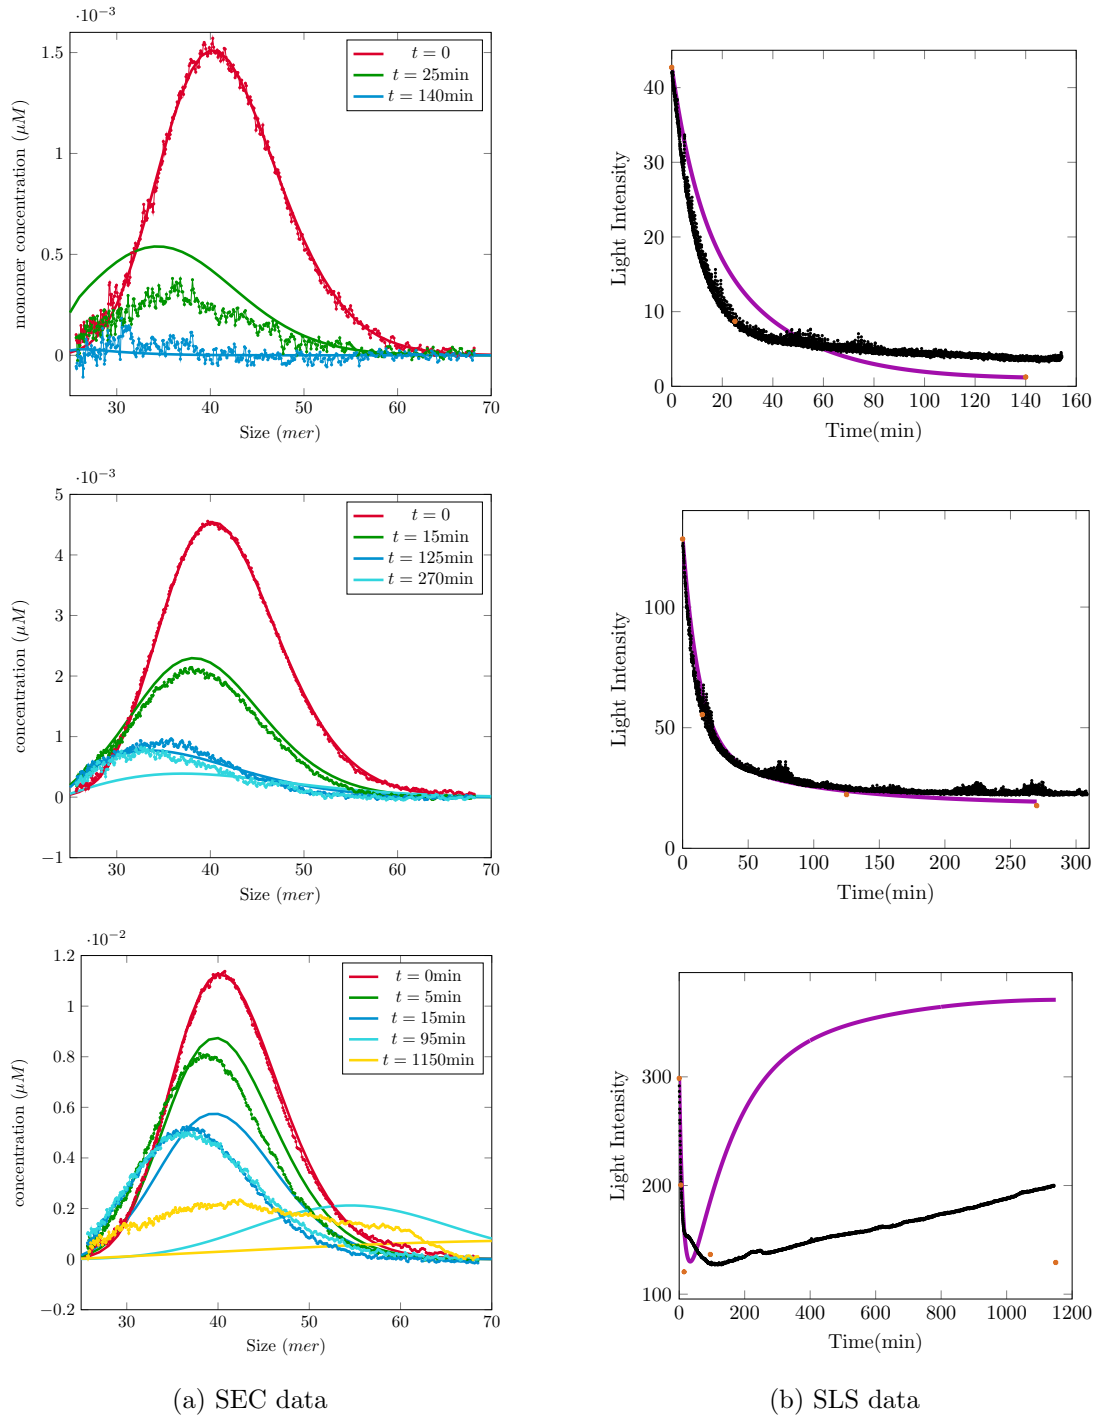 ·10⁻³
1.5
1
0.5
0
30 40 50 60 70
Size (mer)
monomer concentration (μM)
t = 0
t = 25min
t = 140min
40
30
20
10
0
0 20 40 60 80 100 120 140 160
Time(min)
Light Intensity
·10⁻³
5
4
3
2
1
0
−1
30 40 50 60 70
Size (mer)
concentration (μM)
t = 0
t = 15min
t = 125min
t = 270min
100
50
0
0 50 100 150 200 250 300
Time(min)
Light Intensity
·10⁻²
1.2
1
0.8
0.6
0.4
0.2
0
−0.2
30 40 50 60 70
Size (mer)
concentration (μM)
t = 0min
t = 5min
t = 15min
t = 95min
t = 1150min
300
200
100
0 200 400 600 800 1000 1200
Time(min)
Light Intensity
(a) SEC data
(b) SLS data